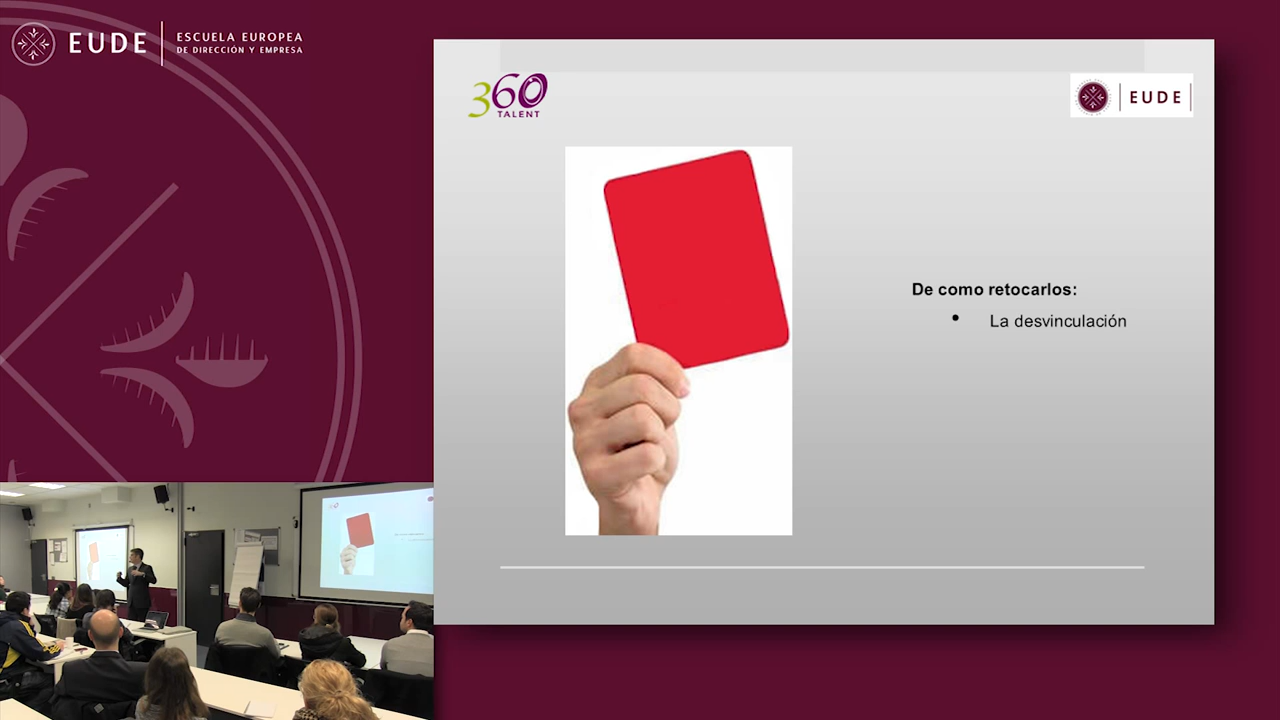 EUDE
ESCUELA EUROPEA
DE DIRECCIÓN Y EMPRESA
360
TALENT
EUDE
De como retocarlos:
• La desvinculación